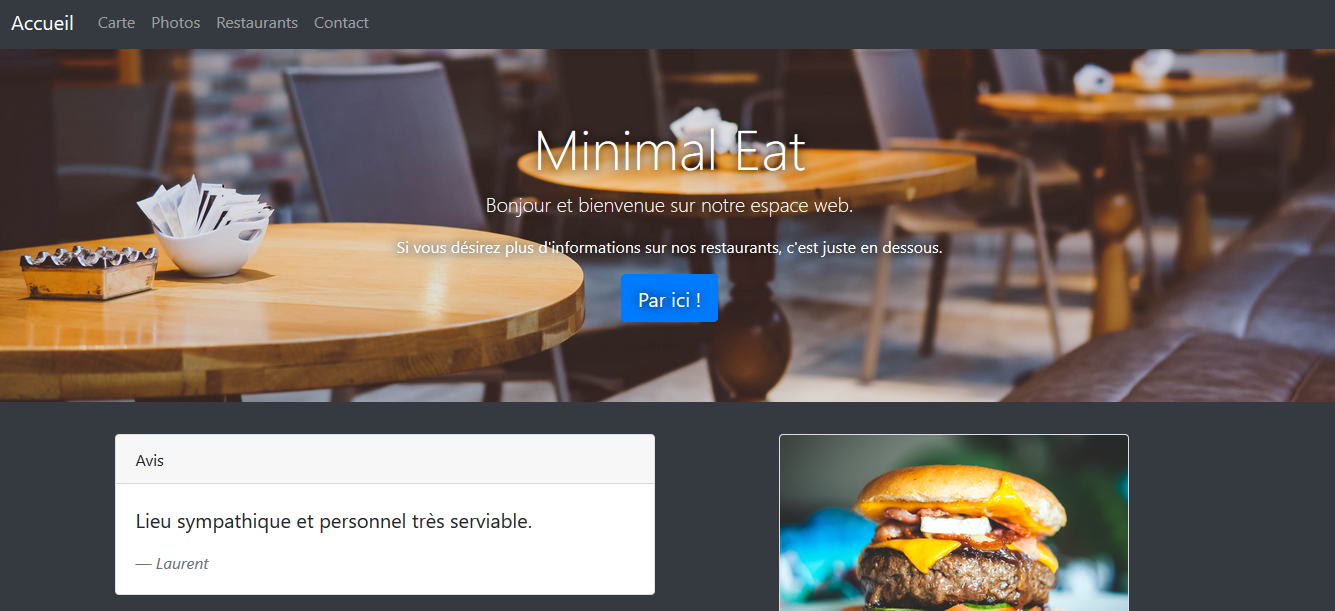 Accueil Carte Photos Restaurants Contact
Minimal Eat
Bonjour et bienvenue sur notre espace web.
Si vous désirez plus d'informations sur nos restaurants, c'est juste en dessous.
Par ici !
Avis
Lieu sympathique et personnel très serviable.
— Laurent